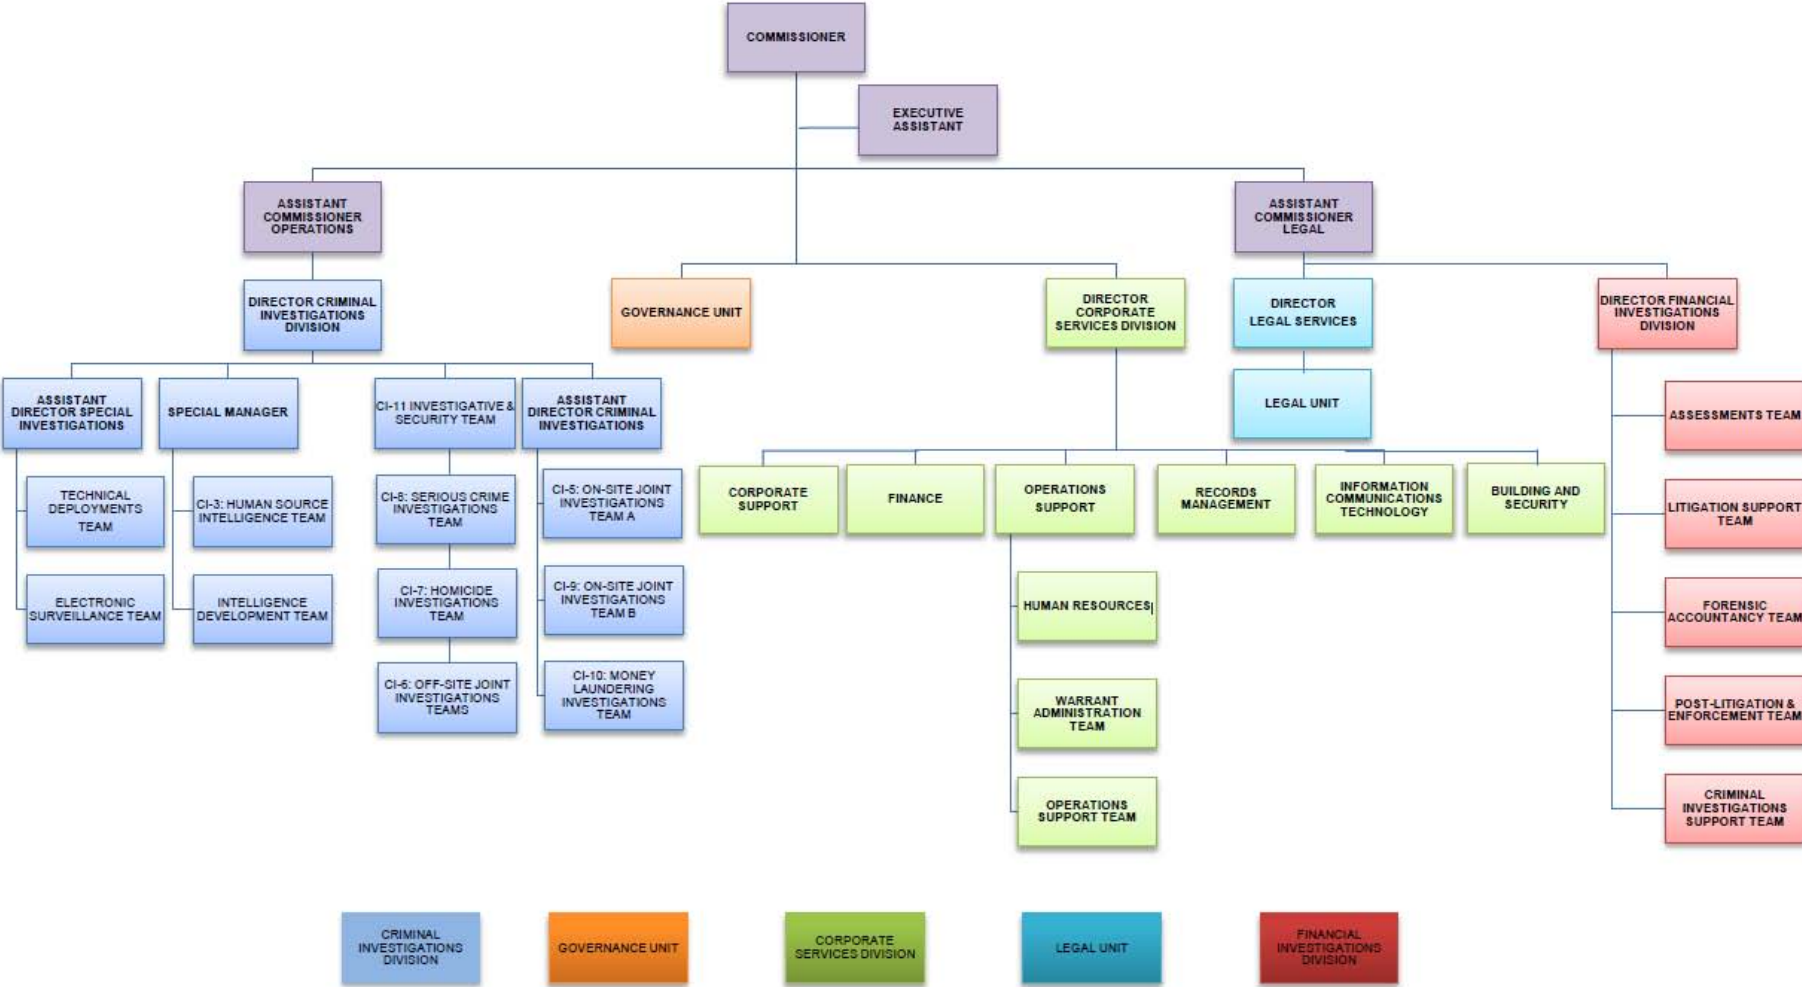 COMMISSIONER
EXECUTIVE
ASSISTANT
ASSISTANT
COMMISSIONER
OPERATIONS
ASSISTANT
COMMISSIONER
LEGAL
DIRECTOR CRIMINAL
INVESTIGATIONS
DIVISION
GOVERNANCE UNIT
DIRECTOR
CORPORATE
SERVICES DIVISION
DIRECTOR
LEGAL SERVICES
DIRECTOR FINANCIAL
INVESTIGATIONS
DIVISION
ASSISTANT
DIRECTOR SPECIAL
INVESTIGATIONS
SPECIAL MANAGER
CI-11 INVESTIGATIVE &
SECURITY TEAM
ASSISTANT
DIRECTOR CRIMINAL
INVESTIGATIONS
LEGAL UNIT
ASSESSMENTS TEAM
TECHNICAL
DEPLOYMENTS
TEAM
CI-3: HUMAN SOURCE
INTELLIGENCE TEAM
CI-8: SERIOUS CRIME
INVESTIGATIONS
TEAM
CI-5: ON-SITE JOINT
INVESTIGATIONS
TEAM A
CORPORATE
SUPPORT
FINANCE
OPERATIONS
SUPPORT
RECORDS
MANAGEMENT
INFORMATION
COMMUNICATIONS
TECHNOLOGY
BUILDING AND
SECURITY
LITIGATION SUPPORT
TEAM
ELECTRONIC
SURVEILLANCE TEAM
INTELLIGENCE
DEVELOPMENT TEAM
CI-7: HOMICIDE
INVESTIGATIONS
TEAM
CI-9: ON-SITE JOINT
INVESTIGATIONS
TEAM B
HUMAN RESOURCES
FORENSIC
ACCOUNTANCY TEAM
CI-6: OFF-SITE JOINT
INVESTIGATIONS
TEAMS
CI-10: MONEY
LAUNDERING
INVESTIGATIONS
TEAM
WARRANT
ADMINISTRATION
TEAM
POST-LITIGATION &
ENFORCEMENT TEAM
OPERATIONS
SUPPORT TEAM
CRIMINAL
INVESTIGATIONS
SUPPORT TEAM
CRIMINAL
INVESTIGATIONS
DIVISION
GOVERNANCE UNIT
CORPORATE
SERVICES DIVISION
LEGAL UNIT
FINANCIAL
INVESTIGATIONS
DIVISION